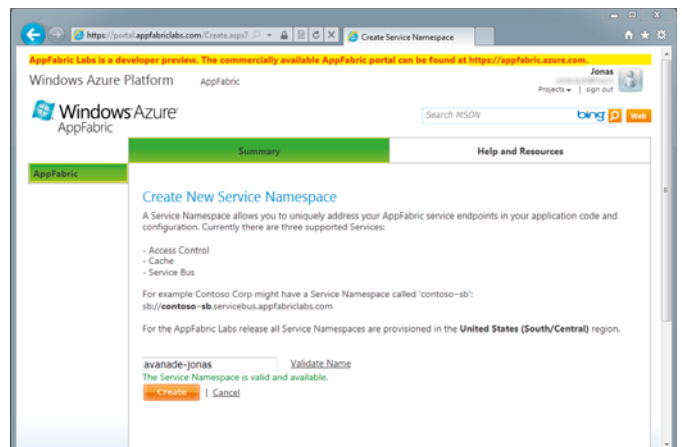 https://portal.appfabriclabs.com/Create.aspx?
Create Service Namespace
AppFabric Labs is a developer preview. The commercially available AppFabric portal can be found at https://appfabric.azure.com.
Windows Azure Platform AppFabric
Jonas
Projects | sign out
Windows Azure
AppFabric
Search MSDN
bing Web
Summary
Help and Resources
AppFabric
Create New Service Namespace
A Service Namespace allows you to uniquely address your AppFabric service endpoints in your application code and
configuration. Currently there are three supported Services:
- Access Control
- Cache
- Service Bus
For example Contoso Corp might have a Service Namespace called 'contoso-sb':
sb://contoso-sb.servicebus.appfabriclabs.com
For the AppFabric Labs release all Service Namespaces are provisioned in the United States (South/Central) region.
avanade-jonas Validate Name
The Service Namespace is valid and available.
Create | Cancel